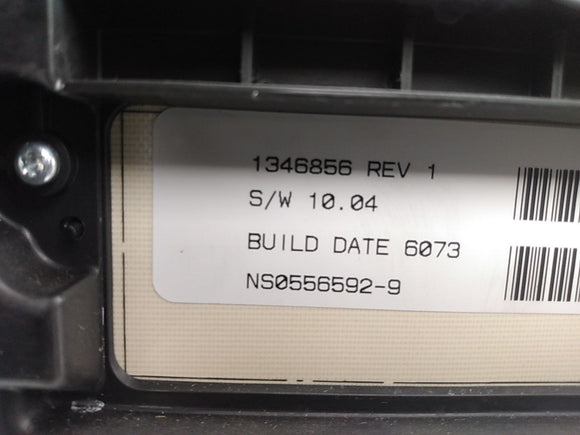 1346856 REV 1
S/W 10.04
BUILD DATE 6073
NS0556592-9